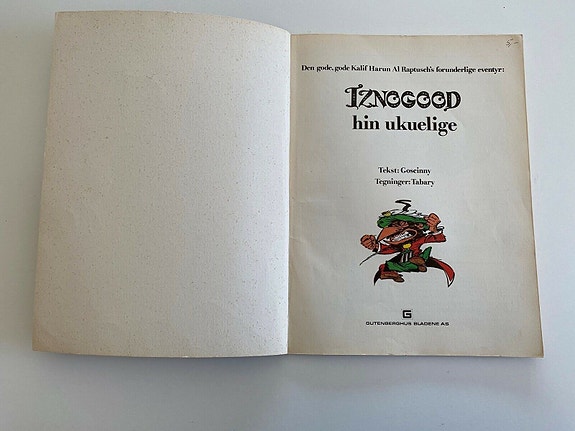 5-
Den gode, gode Kalif Harun Al Raptusch's forunderlige eventyr:
IZNOGOOD
hin ukuelige
Tekst: Goscinny
Tegninger: Tabary
G
GUTENBERGHUS BLADENE AS